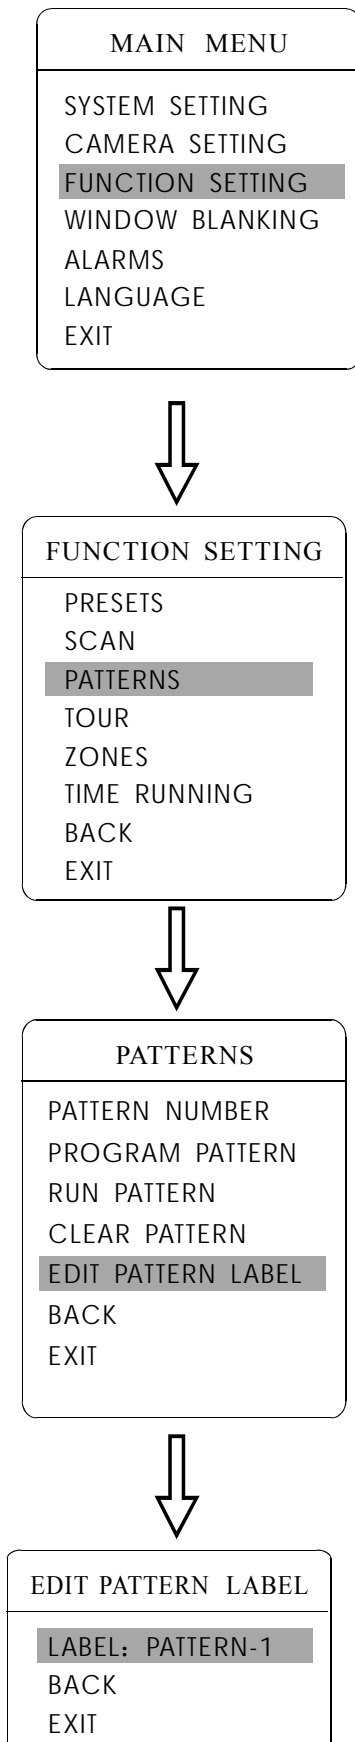 MAIN MENU
SYSTEM SETTING
CAMERA SETTING
FUNCTION SETTING
WINDOW BLANKING
ALARMS
LANGUAGE
EXIT
FUNCTION SETTING
PRESETS
SCAN
PATTERNS
TOUR
ZONES
TIME RUNNING
BACK
EXIT
PATTERNS
PATTERN NUMBER
PROGRAM PATTERN
RUN PATTERN
CLEAR PATTERN
EDIT PATTERN LABEL
BACK
EXIT
EDIT PATTERN LABEL
LABEL：PATTERN-1
BACK
EXIT